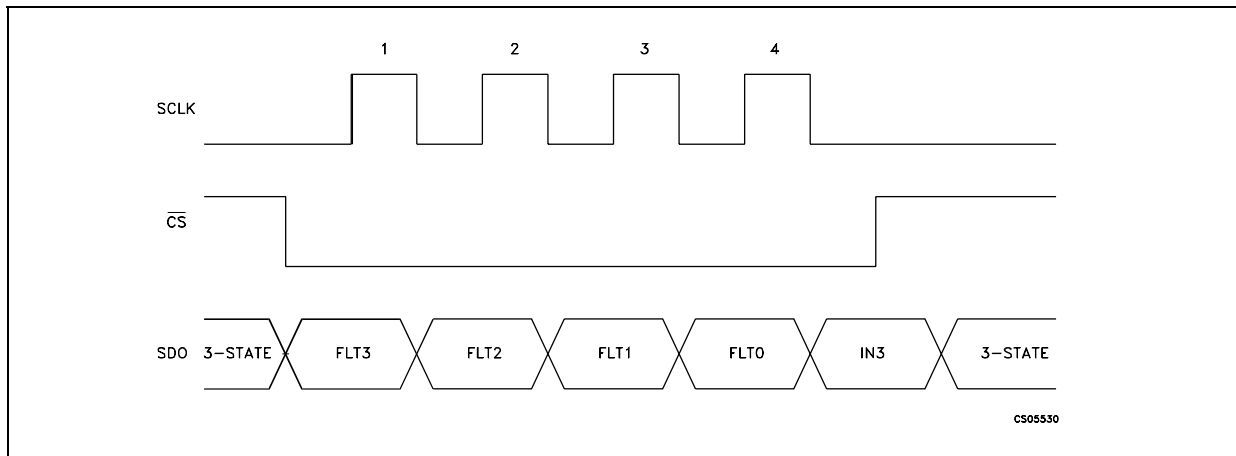 1 2 3 4
SCLK
CS
SDO 3-STATE FLT3 FLT2 FLT1 FLT0 IN3 3-STATE
CS05530